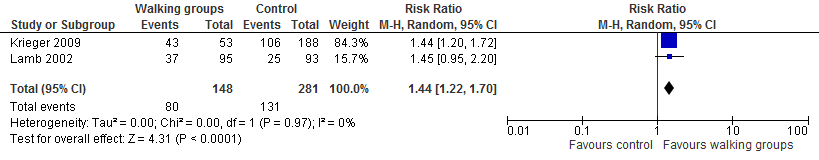 Walking groups Control Risk Ratio Risk Ratio
Study or Subgroup Events Total Events Total Weight M-H, Random, 95% CI M-H, Random, 95% CI
Krieger 2009 43 53 106 188 84.3% 1.44 [1.20, 1.72]
Lamb 2002 37 95 25 93 15.7% 1.45 [0.95, 2.20]
Total (95% CI) 148 281 100.0% 1.44 [1.22, 1.70]
Total events 80 131
Heterogeneity: Tau² = 0.00; Chi² = 0.00, df = 1 (P = 0.97); I² = 0%
Test for overall effect: Z = 4.31 (P < 0.0001)
0.01 0.1 1 10 100
Favours control Favours walking groups